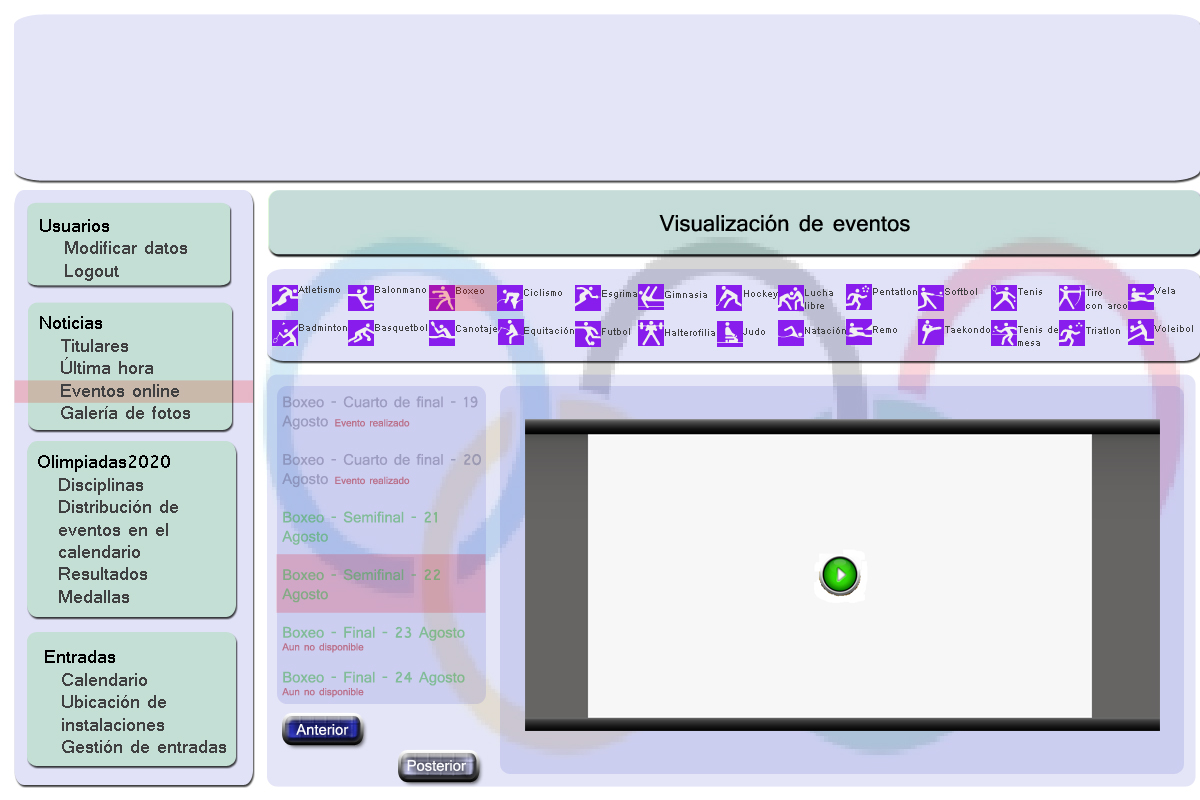 Usuarios
Modificar datos
Logout
Noticias
Titulares
Última hora
Eventos online
Galería de fotos
Olimpiadas2020
Disciplinas
Distribución de
eventos en el
calendario
Resultados
Medallas
Entradas
Calendario
Ubicación de
instalaciones
Gestión de entradas
Visualización de eventos
Atletismo
Balonmano
Boxeo
Ciclismo
Esgrima
Gimnasia
Hockey
Lucha
libre
Pentatlon
Softbol
Tenis
Tiro
con arco
Vela
Badminton
Basquetbol
Canotaje
Equitación
Futbol
Halterofilia
Judo
Natación
Remo
Taekondo
Tenis de
mesa
Triatlon
Voleibol
Boxeo - Cuarto de final - 19
Agosto Evento realizado
Boxeo - Cuarto de final - 20
Agosto Evento realizado
Boxeo - Semifinal - 21
Agosto
Boxeo - Semifinal - 22
Agosto
Boxeo - Final - 23 Agosto
Aun no disponible
Boxeo - Final - 24 Agosto
Aun no disponible
Anterior
Posterior